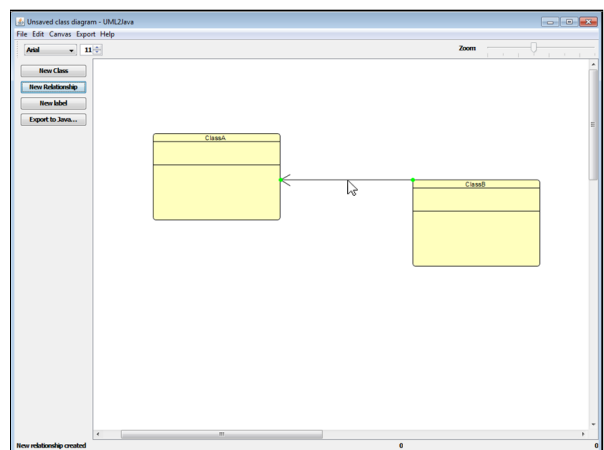 Unsaved class diagram - UML2Java
File Edit Canvas Export Help
Arial 11 Zoom
New Class
New Relationship
New label
Export to Java...
ClassA
ClassB
New relationship created 0 0